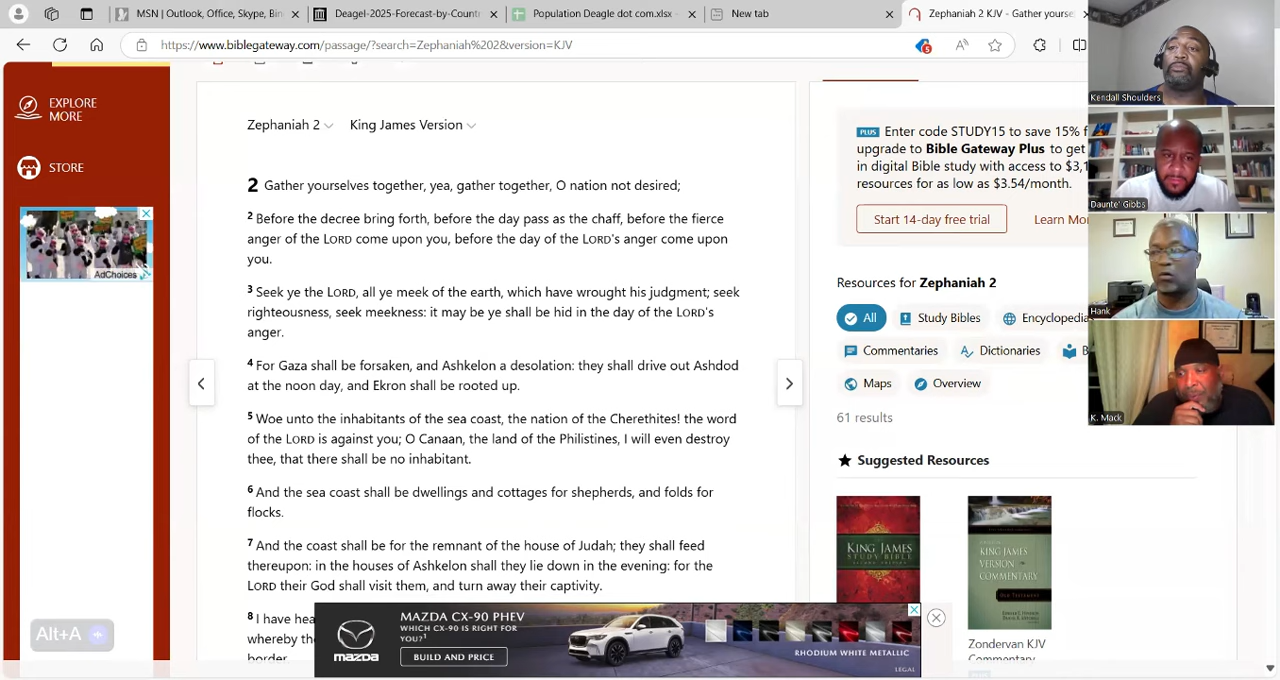 MSN | Outlook, Office, Skype, Bin
Deagel-2025-Forecast-by-Countr
Population Deagle dot com.xlsx -
New tab
Zephaniah 2 KJV - Gather yourse
https://www.biblegateway.com/passage/?search=Zephaniah%202&version=KJV
5
EXPLORE
MORE
STORE
AdChoices
Alt+A
Zephaniah 2
King James Version
2 Gather yourselves together, yea, gather together, O nation not desired;
2 Before the decree bring forth, before the day pass as the chaff, before the fierce
anger of the LORD come upon you, before the day of the LORD's anger come upon
you.
3 Seek ye the LORD, all ye meek of the earth, which have wrought his judgment; seek
righteousness, seek meekness: it may be ye shall be hid in the day of the LORD's
anger.
4 For Gaza shall be forsaken, and Ashkelon a desolation: they shall drive out Ashdod
at the noon day, and Ekron shall be rooted up.
5 Woe unto the inhabitants of the sea coast, the nation of the Cherethites! the word
of the LORD is against you; O Canaan, the land of the Philistines, I will even destroy
thee, that there shall be no inhabitant.
6 And the sea coast shall be dwellings and cottages for shepherds, and folds for
flocks.
7 And the coast shall be for the remnant of the house of Judah; they shall feed
thereupon: in the houses of Ashkelon shall they lie down in the evening: for the
LORD their God shall visit them, and turn away their captivity.
8 I have hea
whereby the
border.
MAZDA CX-90 PHEV
WHICH CX-90 IS RIGHT FOR
YOU?1
BUILD AND PRICE
mazda
RHODIUM WHITE METALLIC
LEGAL
PLUS Enter code STUDY15 to save 15% f
upgrade to Bible Gateway Plus to get
in digital Bible study with access to $3,1
resources for as low as $3.54/month.
Start 14-day free trial
Learn Mor
Resources for Zephaniah 2
All
Study Bibles
Encyclopedia
Commentaries
Dictionaries
B
Maps
Overview
61 results
Suggested Resources
KING JAMES
STUDY BIBLE
KING JAMES
VERSION
COMMENTARY
OLD TESTAMENT
Zondervan KJV
Commentary
Kendall Shoulders
Daunte' Gibbs
Hank
K. Mack